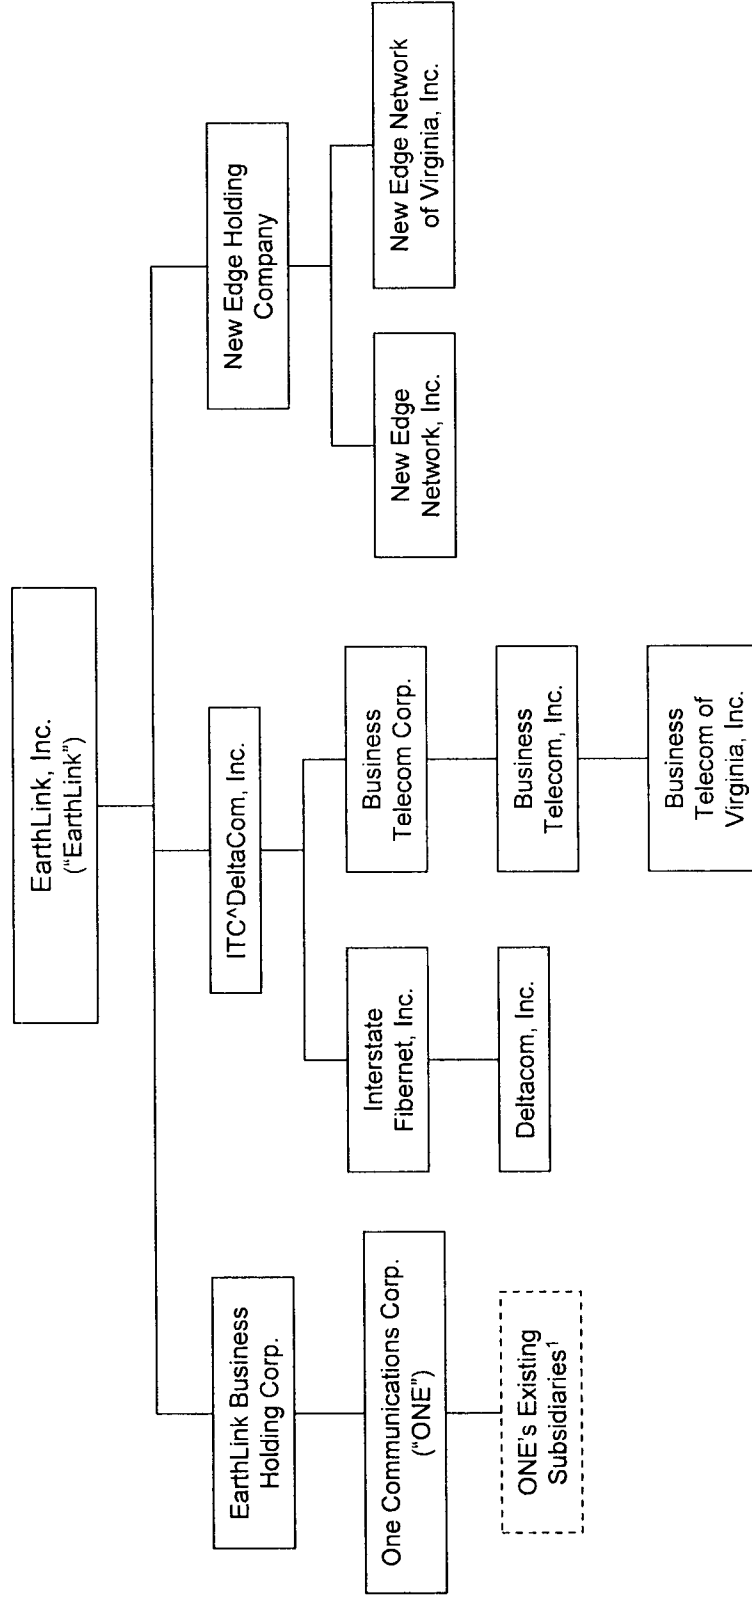 EarthLink, Inc.
(“EarthLink”)
EarthLink Business
Holding Corp.
ITC^DeltaCom, Inc.
New Edge Holding
Company
One Communications Corp.
(“ONE”)
Interstate
Fibernet, Inc.
Business
Telecom Corp.
New Edge
Network, Inc.
New Edge Network
of Virginia, Inc.
ONE’s Existing
Subsidiaries¹
Deltacom, Inc.
Business
Telecom, Inc.
Business
Telecom of
Virginia, Inc.